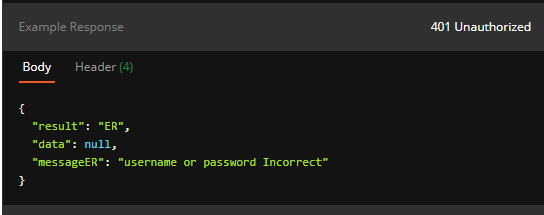 Example Response 401 Unauthorized
Body Header (4)
{
"result": "ER",
"data": null,
"messageER": "username or password Incorrect"
}